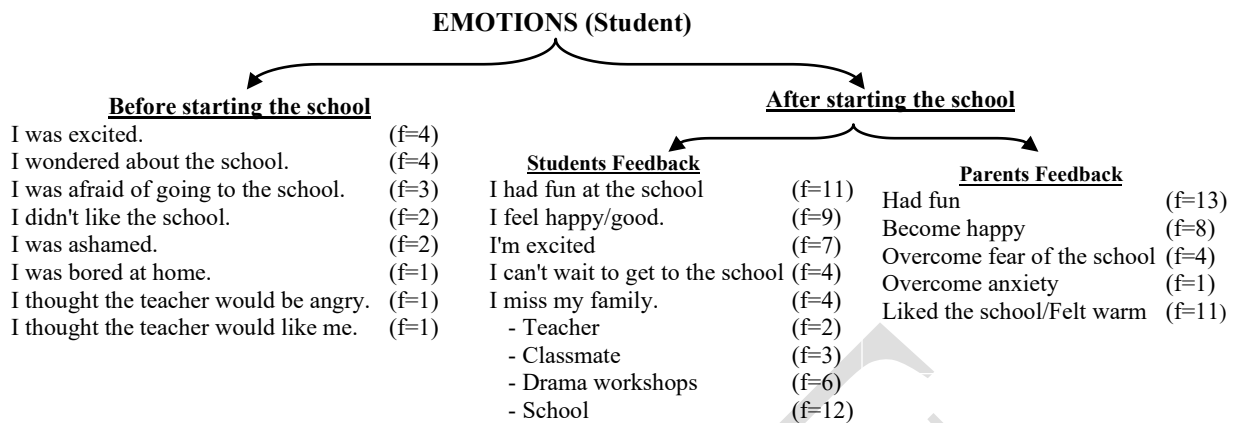 EMOTIONS (Student)
Before starting the school
I was excited. (f=4)
I wondered about the school. (f=4)
I was afraid of going to the school. (f=3)
I didn't like the school. (f=2)
I was ashamed. (f=2)
I was bored at home. (f=1)
I thought the teacher would be angry. (f=1)
I thought the teacher would like me. (f=1)
After starting the school
Students Feedback
I had fun at the school (f=11)
I feel happy/good. (f=9)
I'm excited (f=7)
I can't wait to get to the school (f=4)
I miss my family. (f=4)
- Teacher (f=2)
- Classmate (f=3)
- Drama workshops (f=6)
- School (f=12)
Parents Feedback
Had fun (f=13)
Become happy (f=8)
Overcome fear of the school (f=4)
Overcome anxiety (f=1)
Liked the school/Felt warm (f=11)